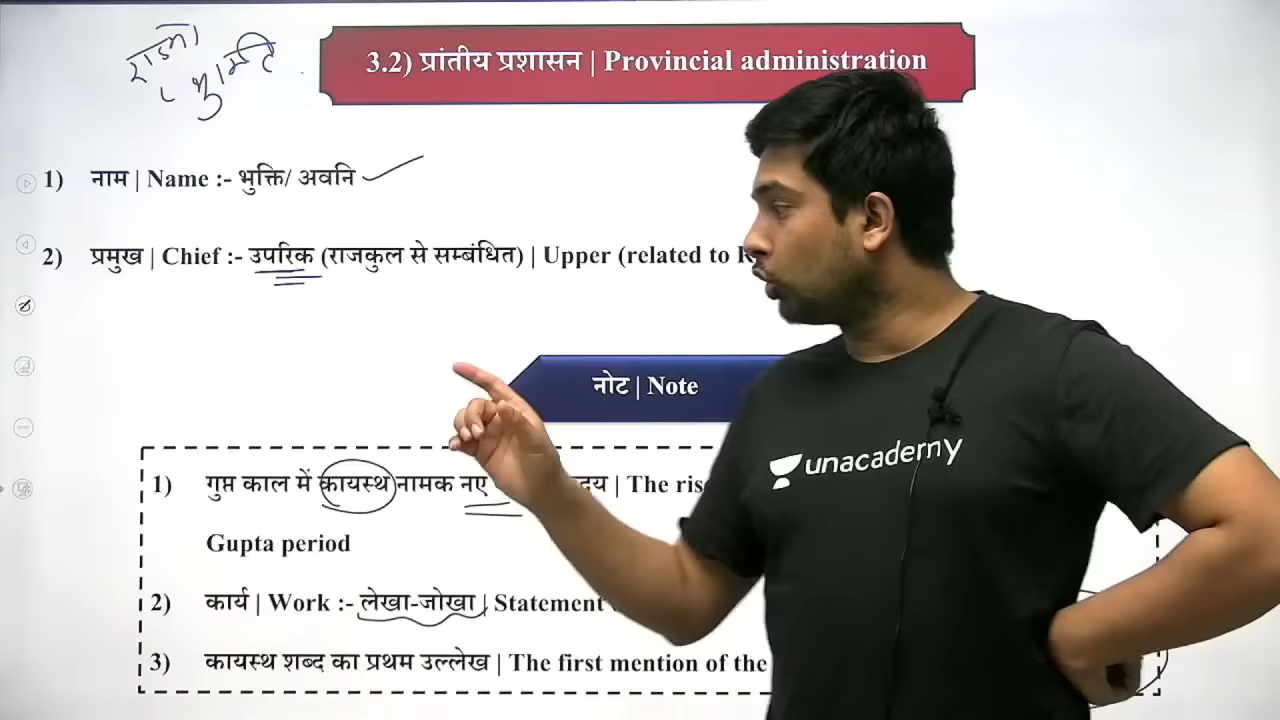 3.2) प्रांतीय प्रशासन | Provincial administration
1) नाम | Name :- भुक्ति/ अवनि
2) प्रमुख | Chief :- उपरिक (राजकुल से सम्बंधित) | Upper (related to
नोट | Note
1) गुप्त काल में कायस्थ नामक नए | The
Gupta period
2) कार्य | Work :- लेखा-जोखा | Statement
3) कायस्थ शब्द का प्रथम उल्लेख | The first mention of the
unacademy